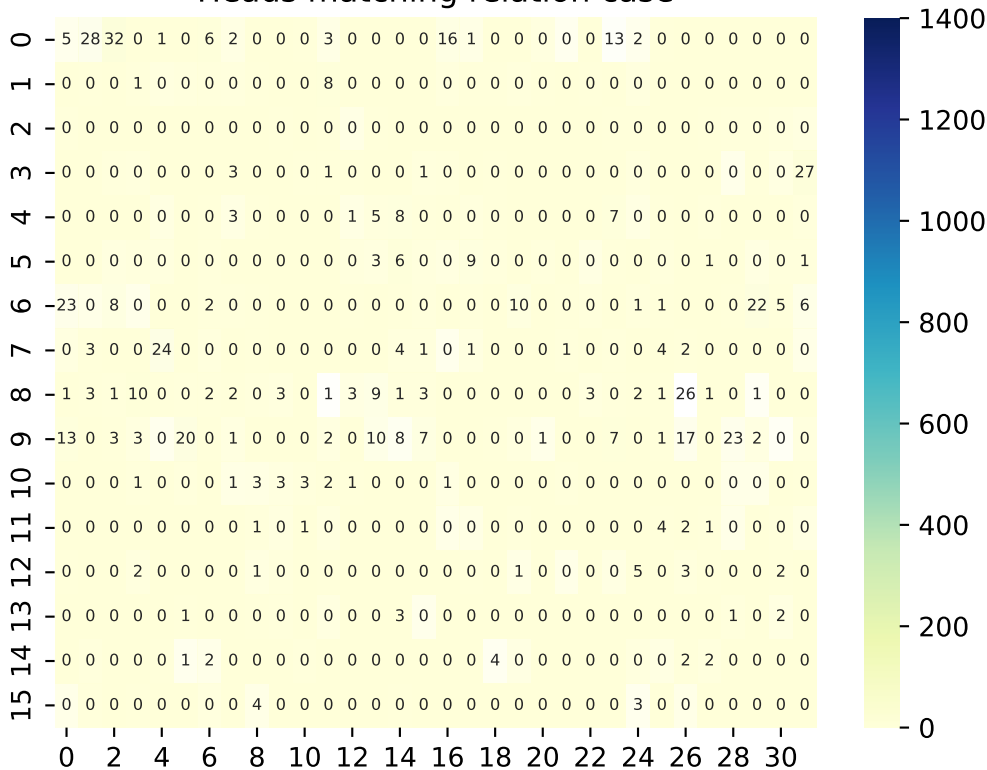 Heads matching relation case
0 5 28 32 0 1 0 6 2 0 0 0 3 0 0 0 0 16 1 0 0 0 0 0 13 2 0 0 0 0 0 0 0
1 0 0 0 1 0 0 0 0 0 0 0 8 0 0 0 0 0 0 0 0 0 0 0 0 0 0 0 0 0 0 0 0
2 0 0 0 0 0 0 0 0 0 0 0 0 0 0 0 0 0 0 0 0 0 0 0 0 0 0 0 0 0 0 0 0
3 0 0 0 0 0 0 0 3 0 0 0 1 0 0 0 1 0 0 0 0 0 0 0 0 0 0 0 0 0 0 0 27
4 0 0 0 0 0 0 0 3 0 0 0 0 1 5 8 0 0 0 0 0 0 0 0 7 0 0 0 0 0 0 0 0
5 0 0 0 0 0 0 0 0 0 0 0 0 0 3 6 0 0 9 0 0 0 0 0 0 0 0 0 1 0 0 0 1
6 23 0 8 0 0 0 2 0 0 0 0 0 0 0 0 0 0 0 0 10 0 0 0 0 1 1 0 0 0 22 5 6
7 0 3 0 0 24 0 0 0 0 0 0 0 0 0 4 1 0 1 0 0 0 1 0 0 0 4 2 0 0 0 0 0
8 1 3 1 10 0 0 2 2 0 3 0 1 3 9 1 3 0 0 0 0 0 0 3 0 2 1 26 1 0 1 0 0
9 13 0 3 3 0 20 0 1 0 0 0 2 0 10 8 7 0 0 0 0 1 0 0 7 0 1 17 0 23 2 0 0
10 0 0 0 1 0 0 0 1 3 3 3 2 1 0 0 0 1 0 0 0 0 0 0 0 0 0 0 0 0 0 0 0
11 0 0 0 0 0 0 0 0 1 0 1 0 0 0 0 0 0 0 0 0 0 0 0 0 0 4 2 1 0 0 0 0
12 0 0 0 2 0 0 0 0 1 0 0 0 0 0 0 0 0 0 0 1 0 0 0 0 5 0 3 0 0 0 2 0
13 0 0 0 0 0 1 0 0 0 0 0 0 0 0 3 0 0 0 0 0 0 0 0 0 0 0 0 0 1 0 2 0
14 0 0 0 0 0 1 2 0 0 0 0 0 0 0 0 0 0 0 4 0 0 0 0 0 0 0 2 2 0 0 0 0
15 0 0 0 0 0 0 0 0 4 0 0 0 0 0 0 0 0 0 0 0 0 0 0 0 3 0 0 0 0 0 0 0
0 2 4 6 8 10 12 14 16 18 20 22 24 26 28 30
1400
1200
1000
800
600
400
200
0